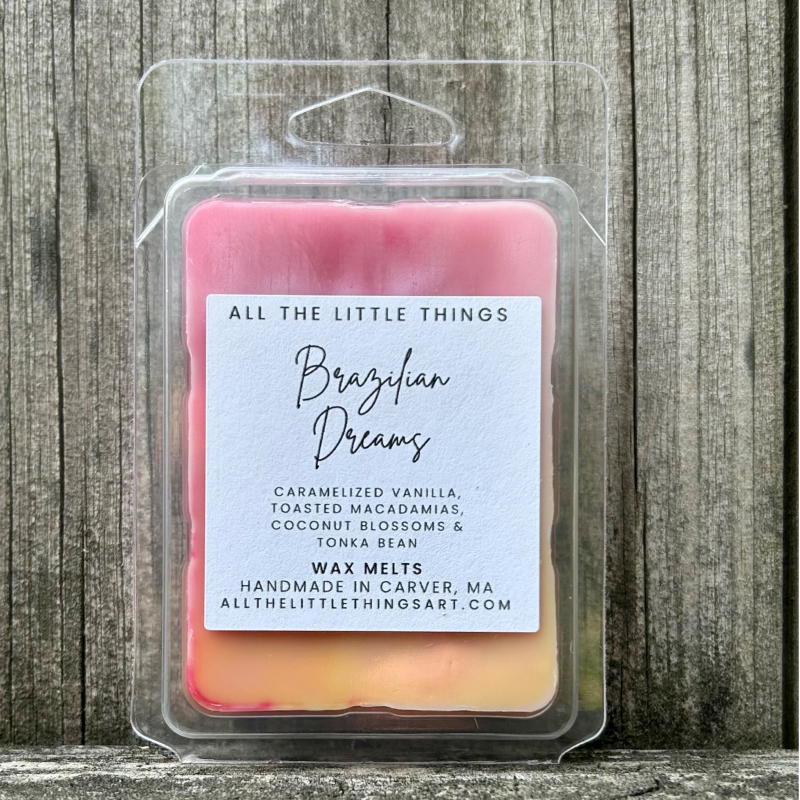 ALL THE LITTLE THINGS
Brazilian
Dreams
CARAMELIZED VANILLA,
TOASTED MACADAMIAS,
COCONUT BLOSSOMS &
TONKA BEAN
WAX MELTS
HANDMADE IN CARVER, MA
ALLTHELITTLETHINGSART.COM